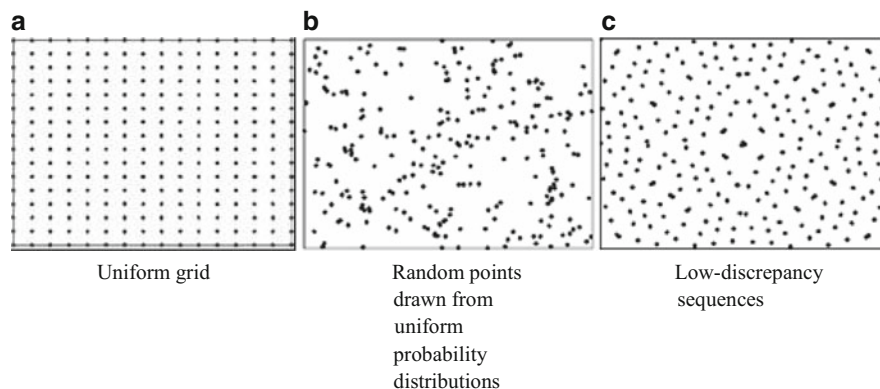 a
b
c
Uniform grid
Random points
drawn from
uniform
probability
distributions
Low-discrepancy
sequences